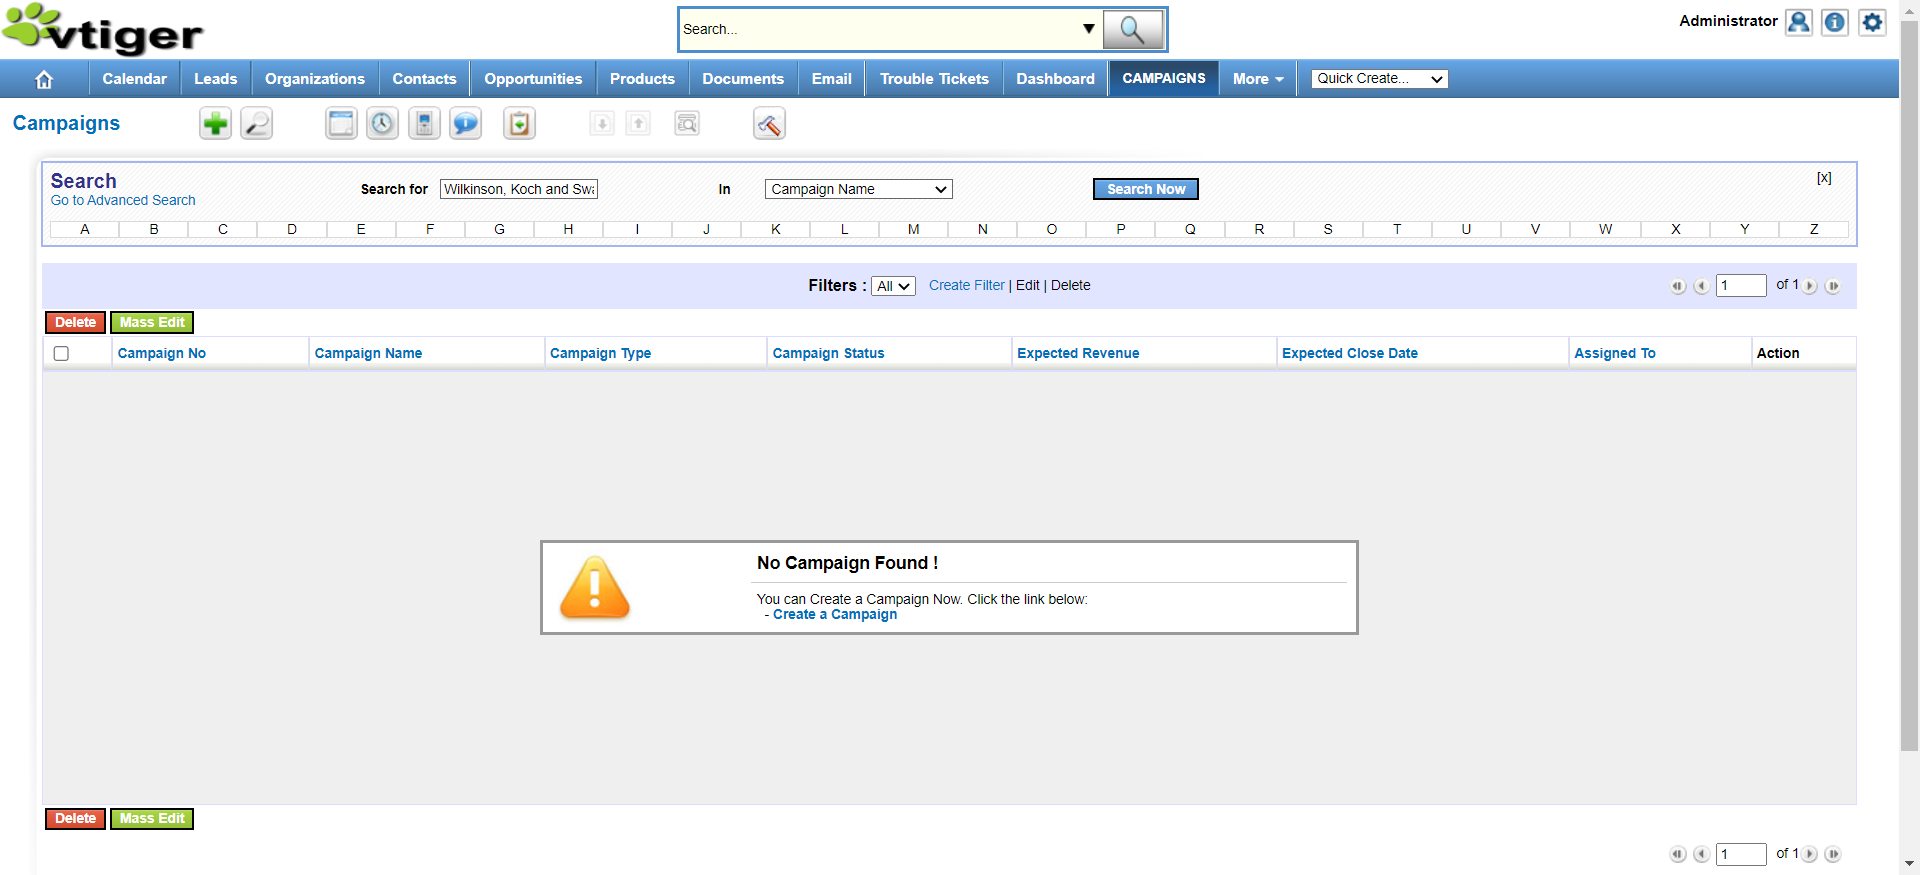 vtiger
Search...
Administrator
Calendar Leads Organizations Contacts Opportunities Products Documents Email Trouble Tickets Dashboard CAMPAIGNS More Quick Create...
Campaigns
Search
Go to Advanced Search
Search for Wilkinson, Koch and Swa In Campaign Name Search Now [x]
A B C D E F G H I J K L M N O P Q R S T U V W X Y Z
Filters : All Create Filter | Edit | Delete 1 of 1
Delete Mass Edit
Campaign No Campaign Name Campaign Type Campaign Status Expected Revenue Expected Close Date Assigned To Action
No Campaign Found !
You can Create a Campaign Now. Click the link below:
- Create a Campaign
Delete Mass Edit
1 of 1